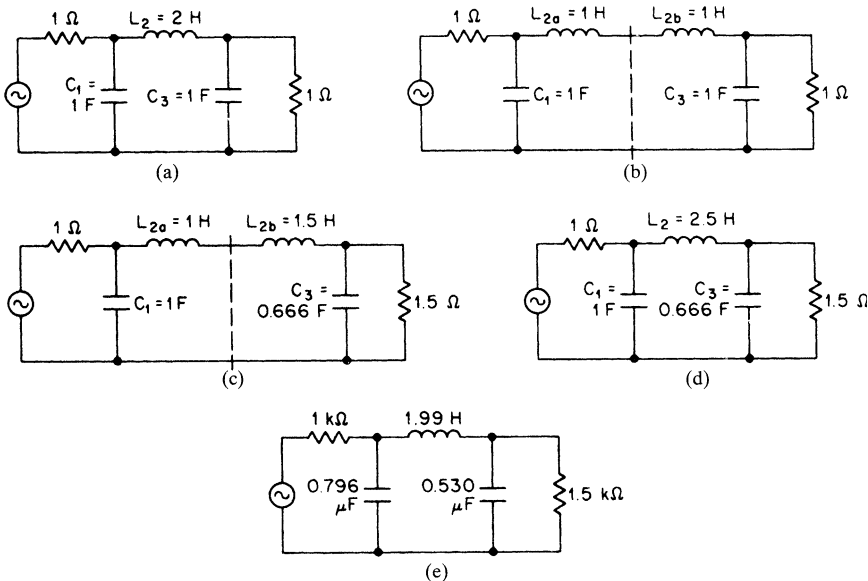 1 Ω
L₂ = 2 H
C₁ =
1 F
C₃ = 1 F
1 Ω
(a)
1 Ω
L₂ₐ = 1 H
L₂b = 1 H
C₁ = 1F
C₃ = 1F
1 Ω
(b)
1 Ω
L₂ₐ = 1 H
L₂b = 1.5 H
C₁ = 1 F
C₃ =
0.666 F
1.5 Ω
(c)
1 Ω
L₂ = 2.5 H
C₁ =
1 F
C₃ =
0.666 F
1.5 Ω
(d)
1 kΩ
1.99 H
0.796
μF
0.530
μF
1.5 kΩ
(e)